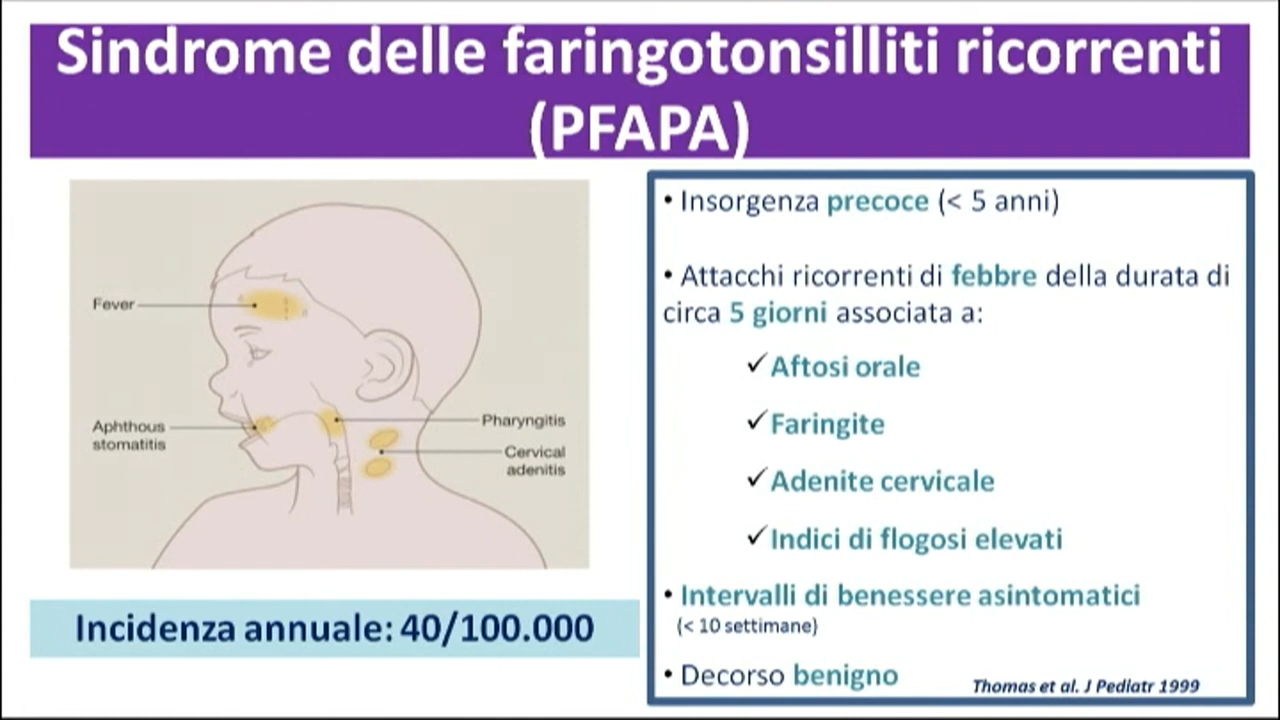 Sindrome delle faringotonsilliti ricorrenti
(PFAPA)
Fever
Aphthous
stomatitis
Pharyngitis
Cervical
adenitis
Incidenza annuale: 40/100.000
• Insorgenza precoce (< 5 anni)
• Attacchi ricorrenti di febbre della durata di
circa 5 giorni associata a:
✓Aftosi orale
✓Faringite
✓Adenite cervicale
✓Indici di flogosi elevati
• Intervalli di benessere asintomatici
(< 10 settimane)
• Decorso benigno
Thomas et al. J Pediatr 1999